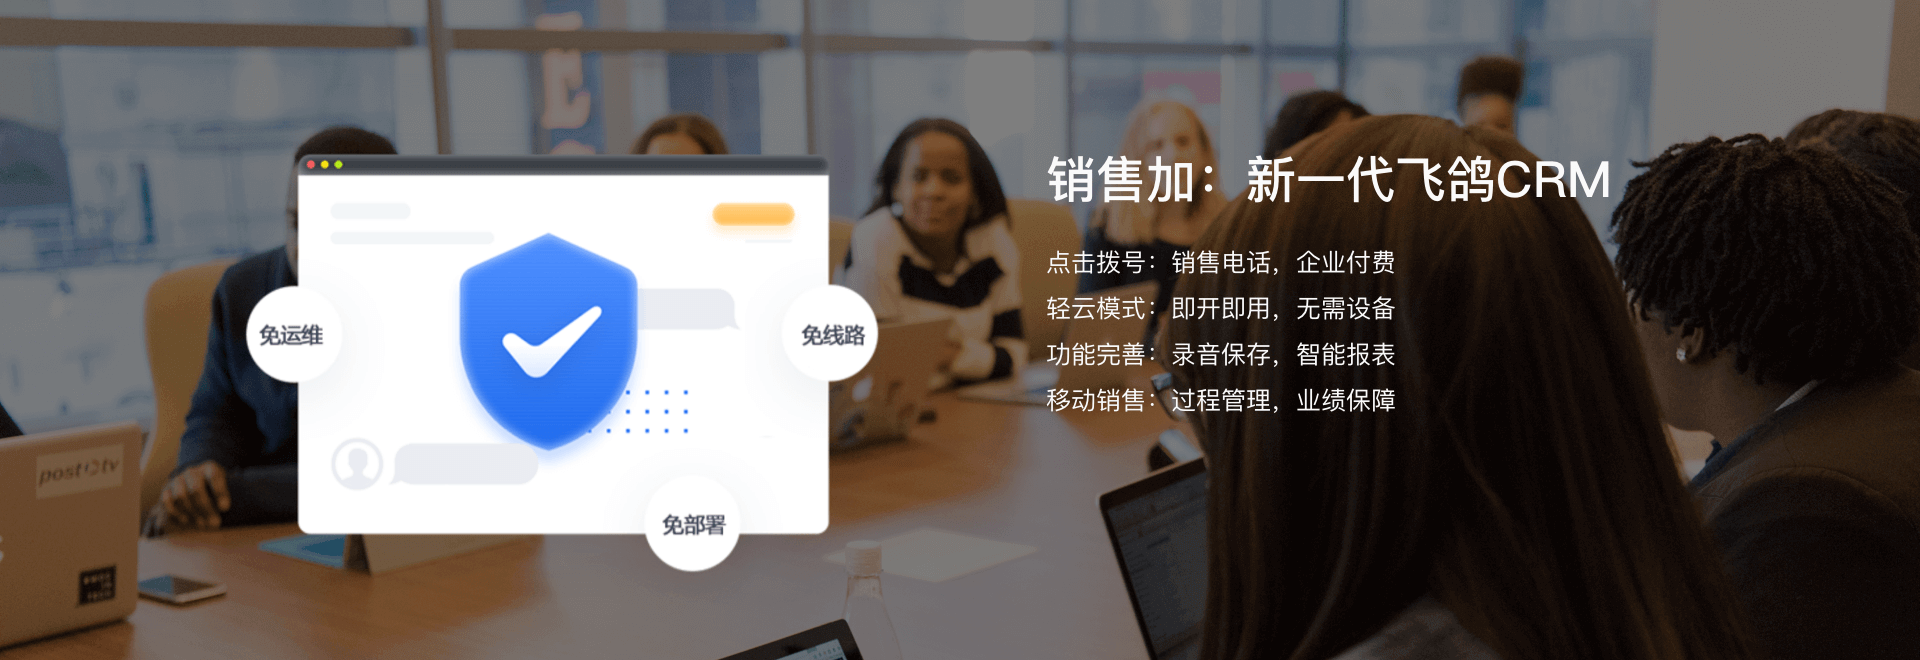 销售加：新一代飞鸽CRM
点击拨号：销售电话，企业付费
轻云模式：即开即用，无需设备
功能完善：录音保存，智能报表
移动销售：过程管理，业绩保障
免运维
免线路
免部署
post tv